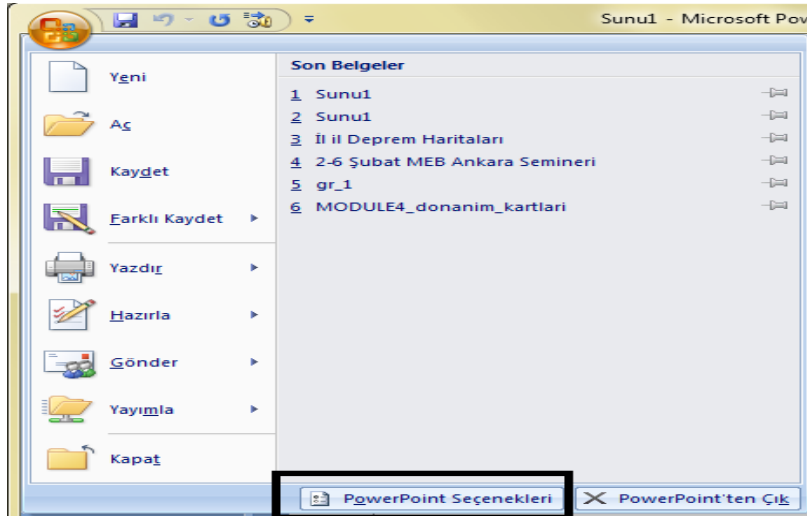 Sunu1 - Microsoft Pov
Yeni
Aç
Kaydet
Farklı Kaydet
Yazdır
Hazırla
Gönder
Yayımla
Kapat
Son Belgeler
1 Sunu1
2 Sunu1
3 İl il Deprem Haritaları
4 2-6 Şubat MEB Ankara Semineri
5 gr_1
6 MODULE4_donanim_kartlari
PowerPoint Seçenekleri
PowerPoint'ten Çık